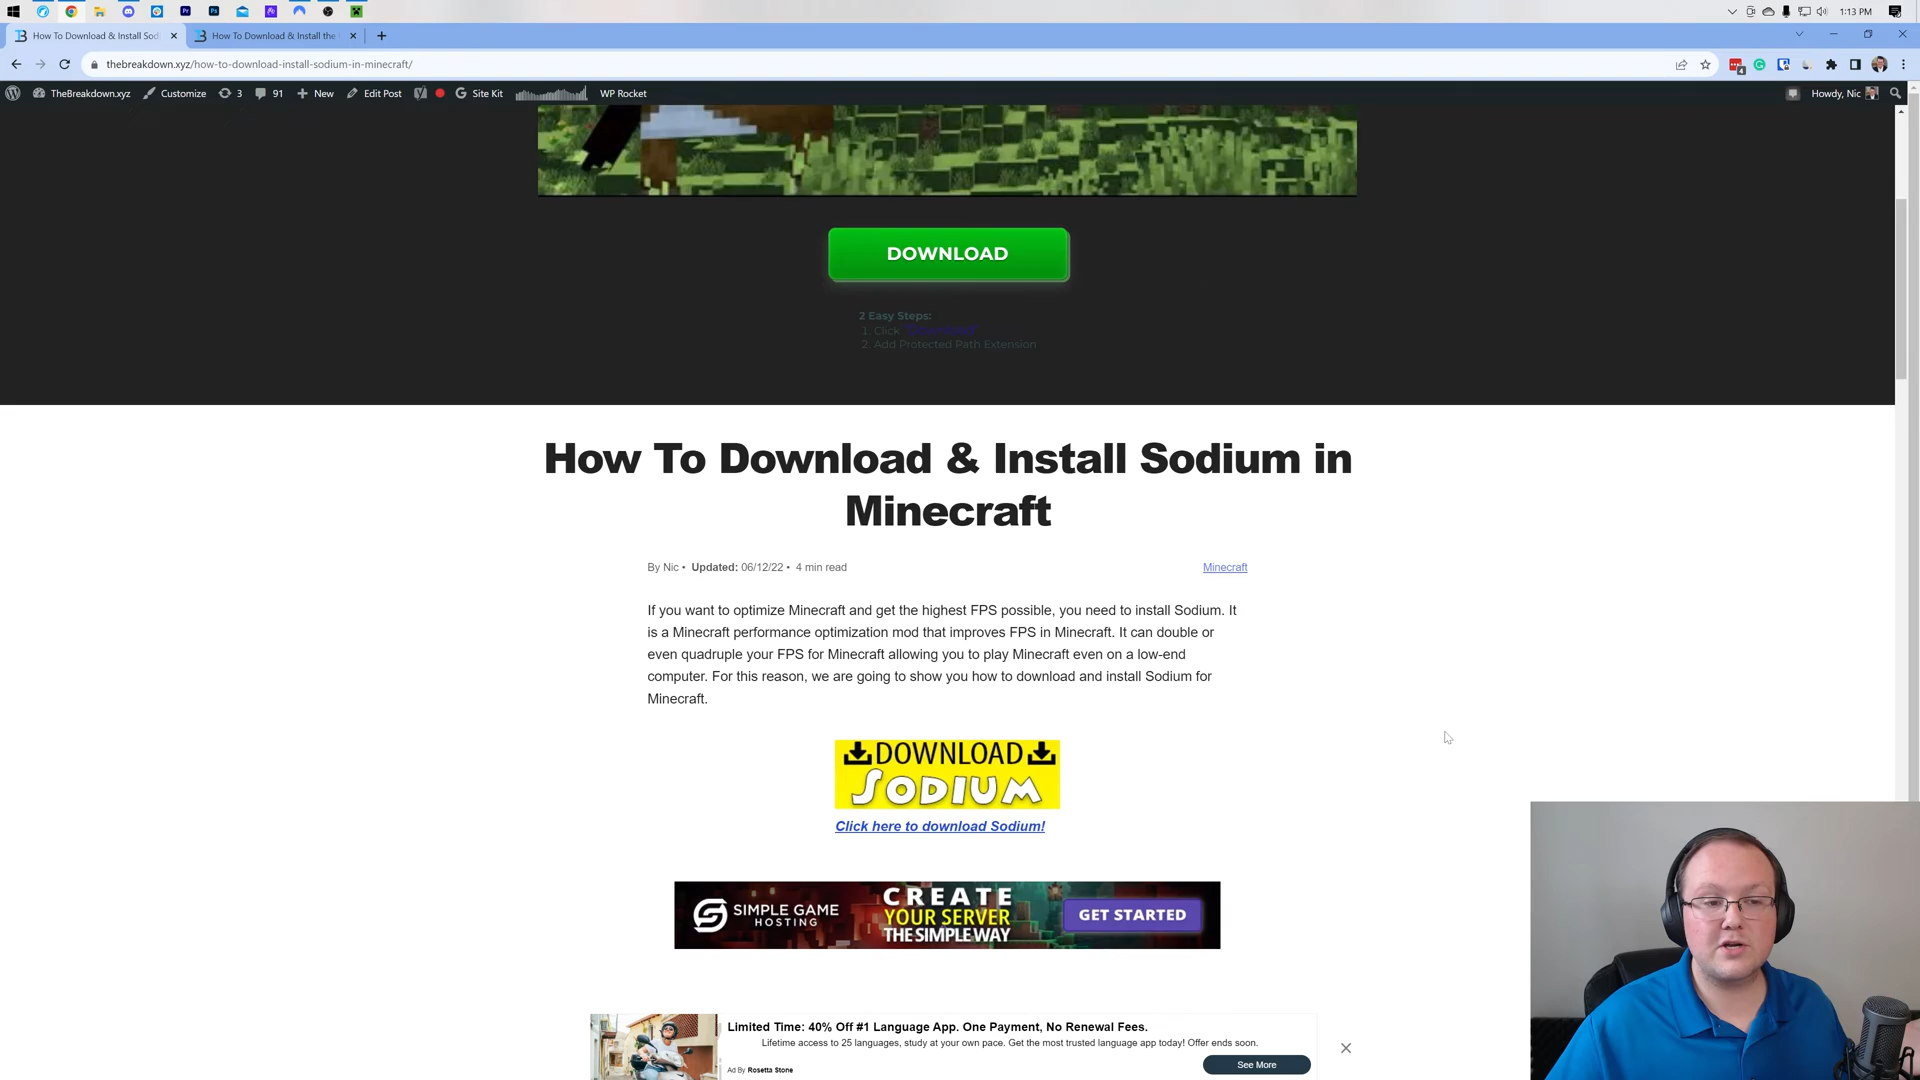 1:13 PM
How To Download & Install Sod
How To Download & Install the
thebreakdown.xyz/how-to-download-install-sodium-in-minecraft/
TheBreakdown.xyz Customize 3 91 New Edit Post Site Kit WP Rocket Howdy, Nic
DOWNLOAD
2 Easy Steps:
1. Click
2. Add Protected Path Extension
How To Download & Install Sodium in
Minecraft
By Nic • Updated: 06/12/22 • 4 min read
Minecraft
If you want to optimize Minecraft and get the highest FPS possible, you need to install Sodium. It
is a Minecraft performance optimization mod that improves FPS in Minecraft. It can double or
even quadruple your FPS for Minecraft allowing you to play Minecraft even on a low-end
computer. For this reason, we are going to show you how to download and install Sodium for
Minecraft.
DOWNLOAD
SODIUM
Click here to download Sodium!
SIMPLE GAME
HOSTING
CREATE
YOUR SERVER
THE SIMPLE WAY
GET STARTED
Limited Time: 40% Off #1 Language App. One Payment, No Renewal Fees.
Lifetime access to 25 languages, study at your own pace. Get the most trusted language app today! Offer ends soon.
Ad By Rosetta Stone
See More